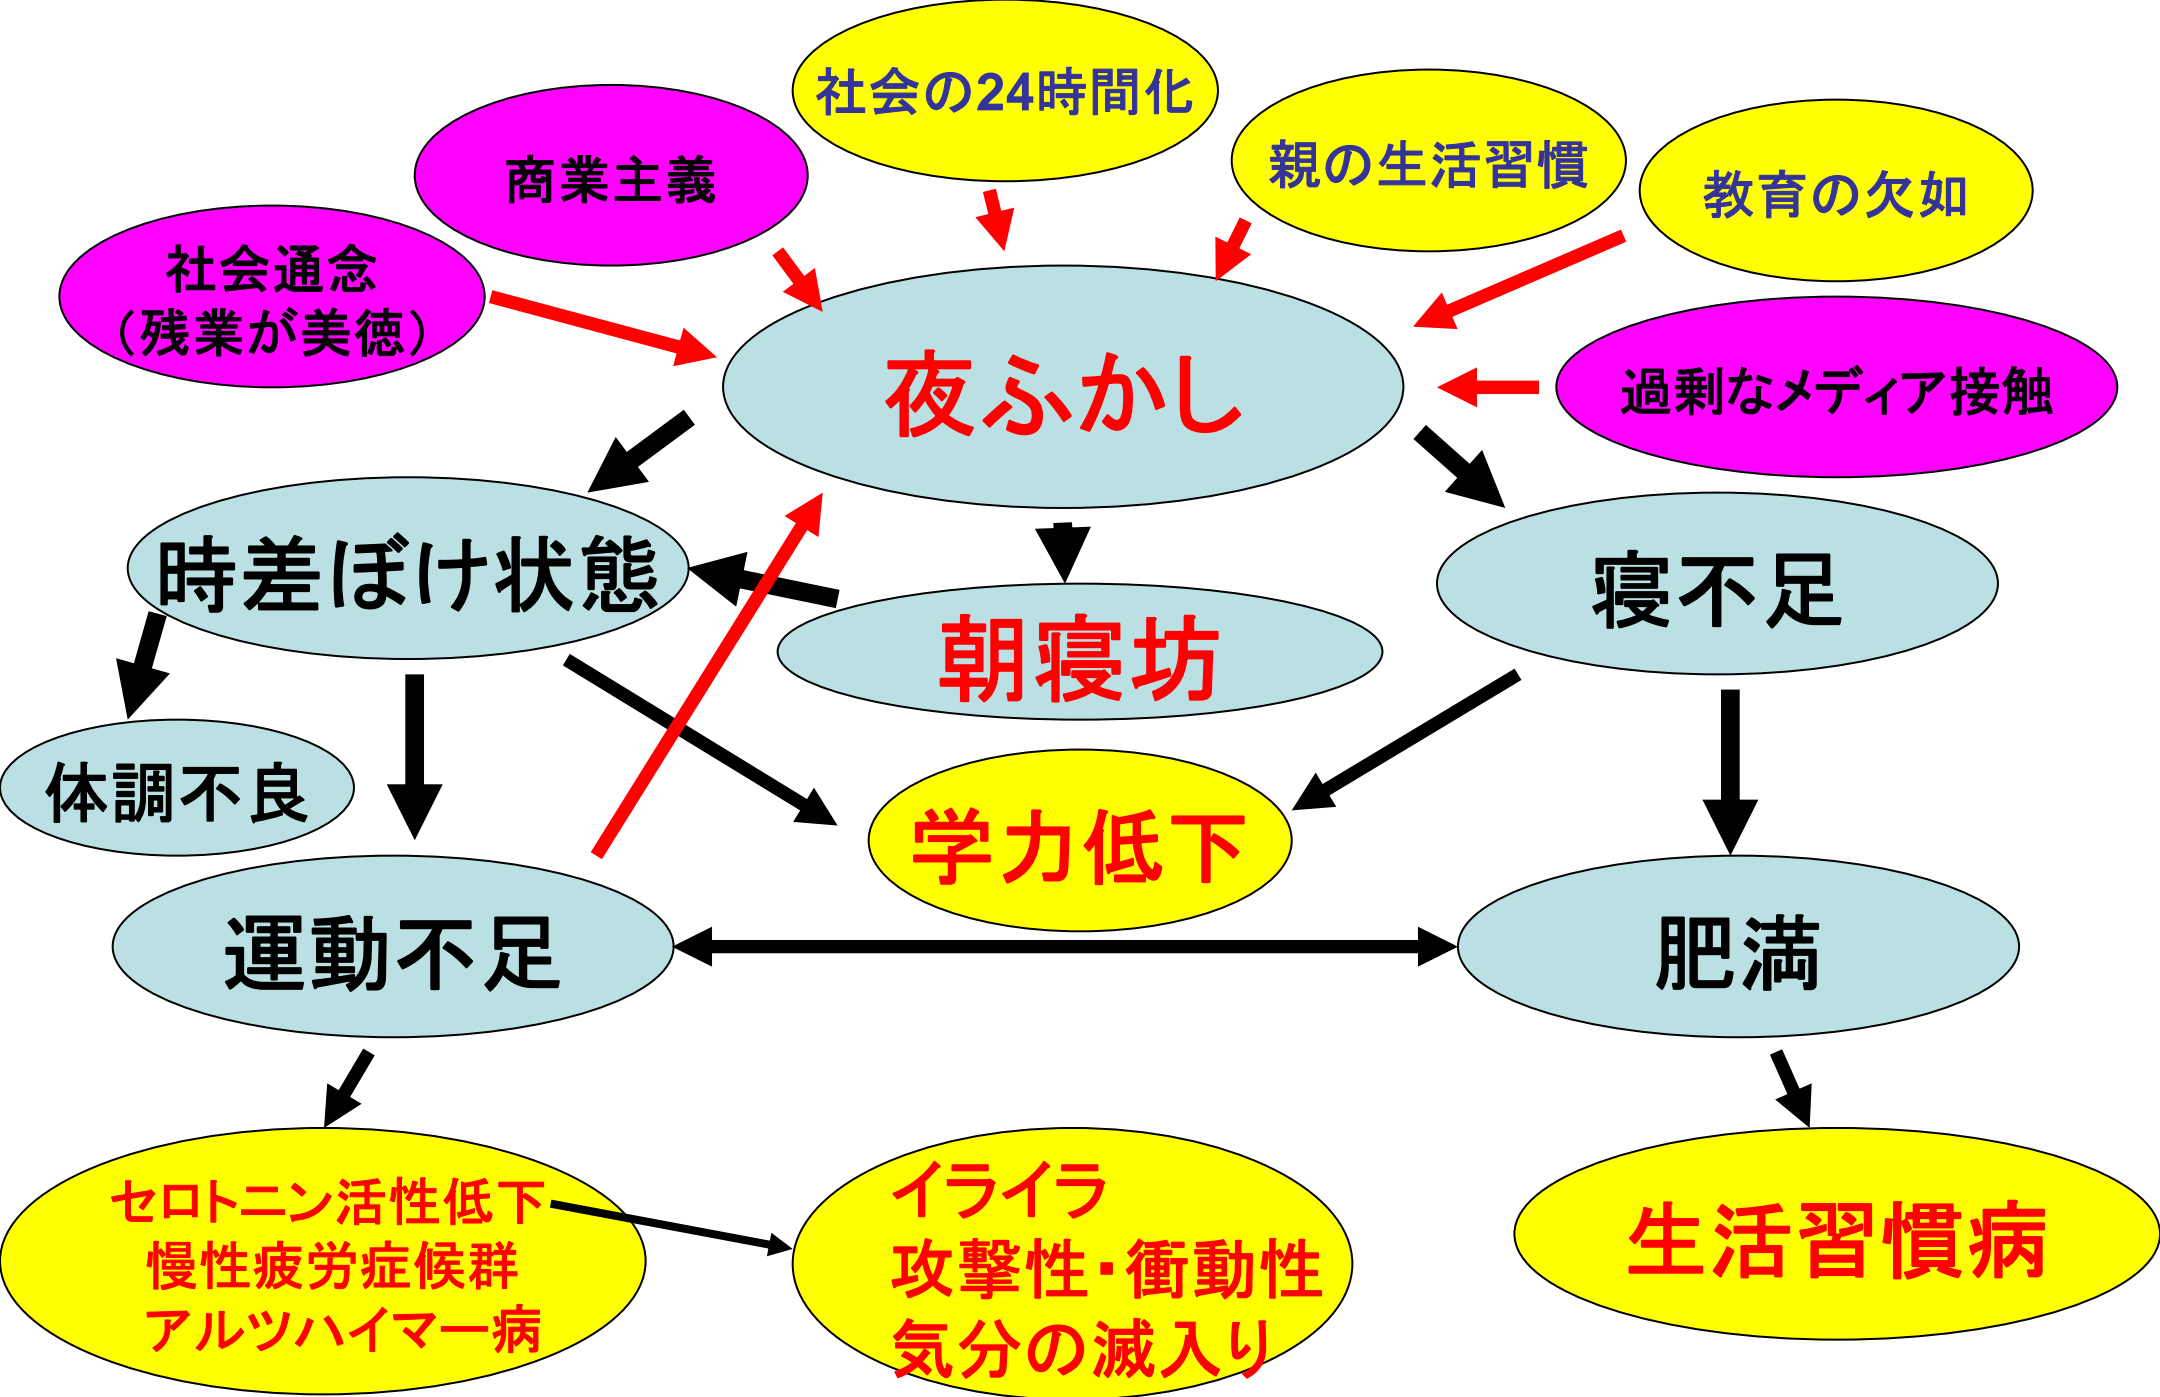 社会の24時間化
親の生活習慣
商業主義
教育の欠如
社会通念
（残業が美徳）
過剰なメディア接触
夜ふかし
時差ぼけ状態
寝不足
朝寝坊
体調不良
学力低下
運動不足
肥満
セロトニン活性低下
慢性疲労症候群
アルツハイマー病
イライラ
攻撃性・衝動性
気分の滅入り
生活習慣病